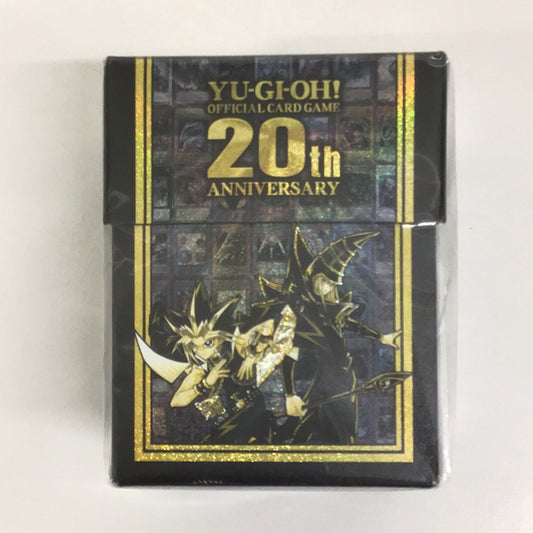 YU-GI-OH!
OFFICIAL CARD GAME
20th
ANNIVERSARY